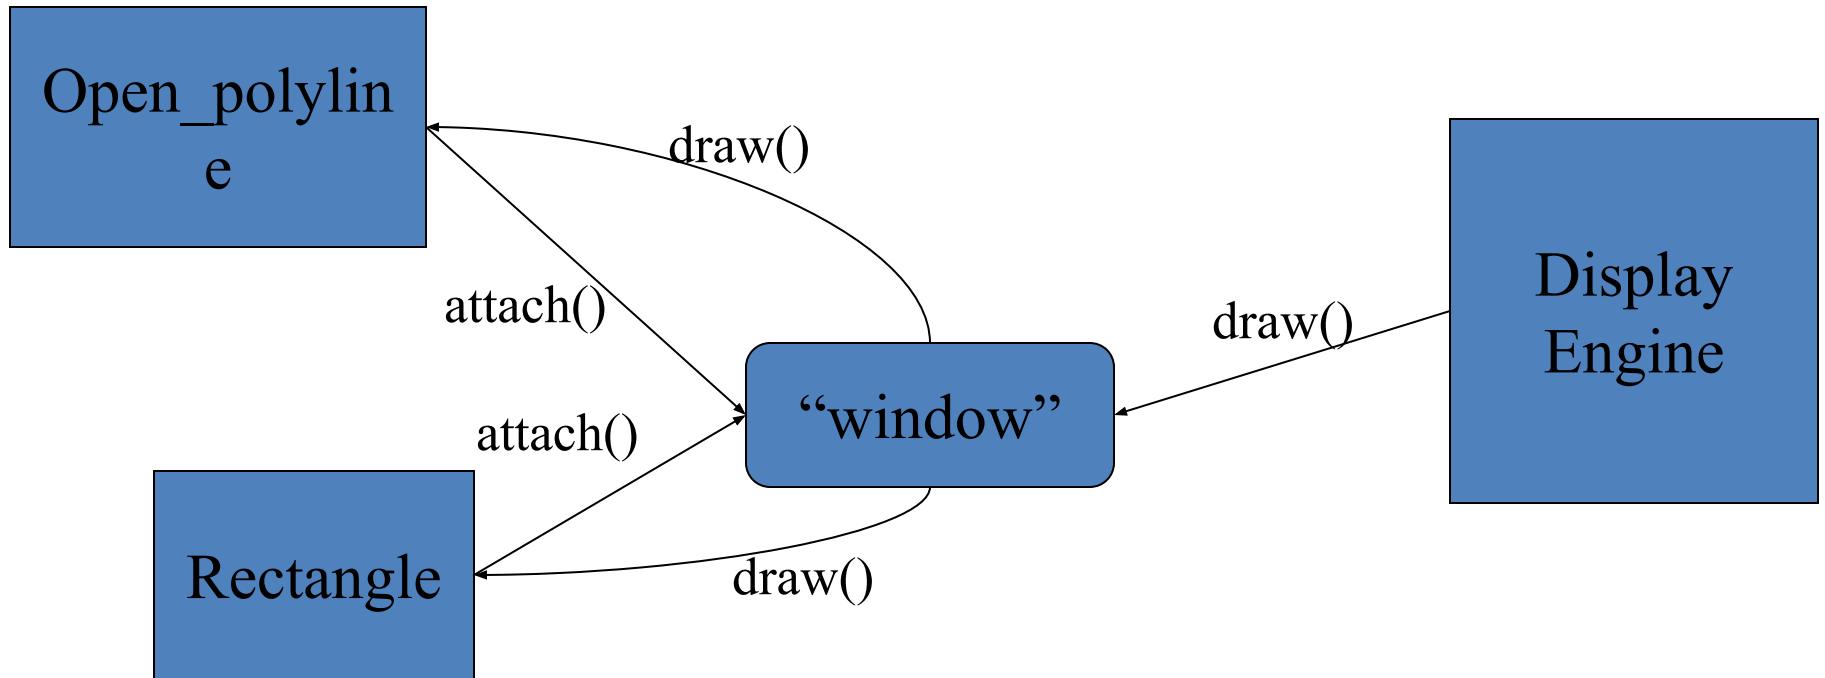 Open_polylin
e
draw()
attach()
draw()
Display
Engine
“window”
attach()
Rectangle
draw()